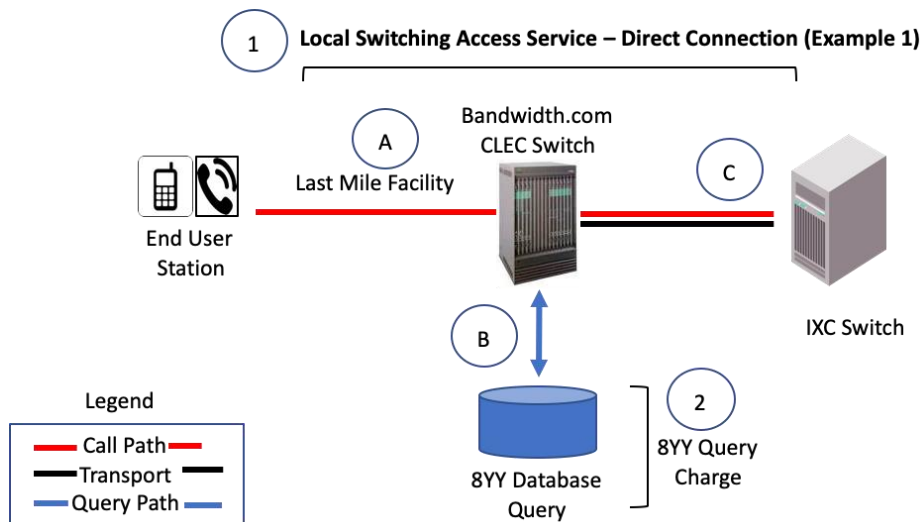 1
Local Switching Access Service – Direct Connection (Example 1)
A
Last Mile Facility
Bandwidth.com
CLEC Switch
C
End User
Station
IXC Switch
B
8YY Database
Query
2
8YY Query
Charge
Legend
Call Path
Transport
Query Path